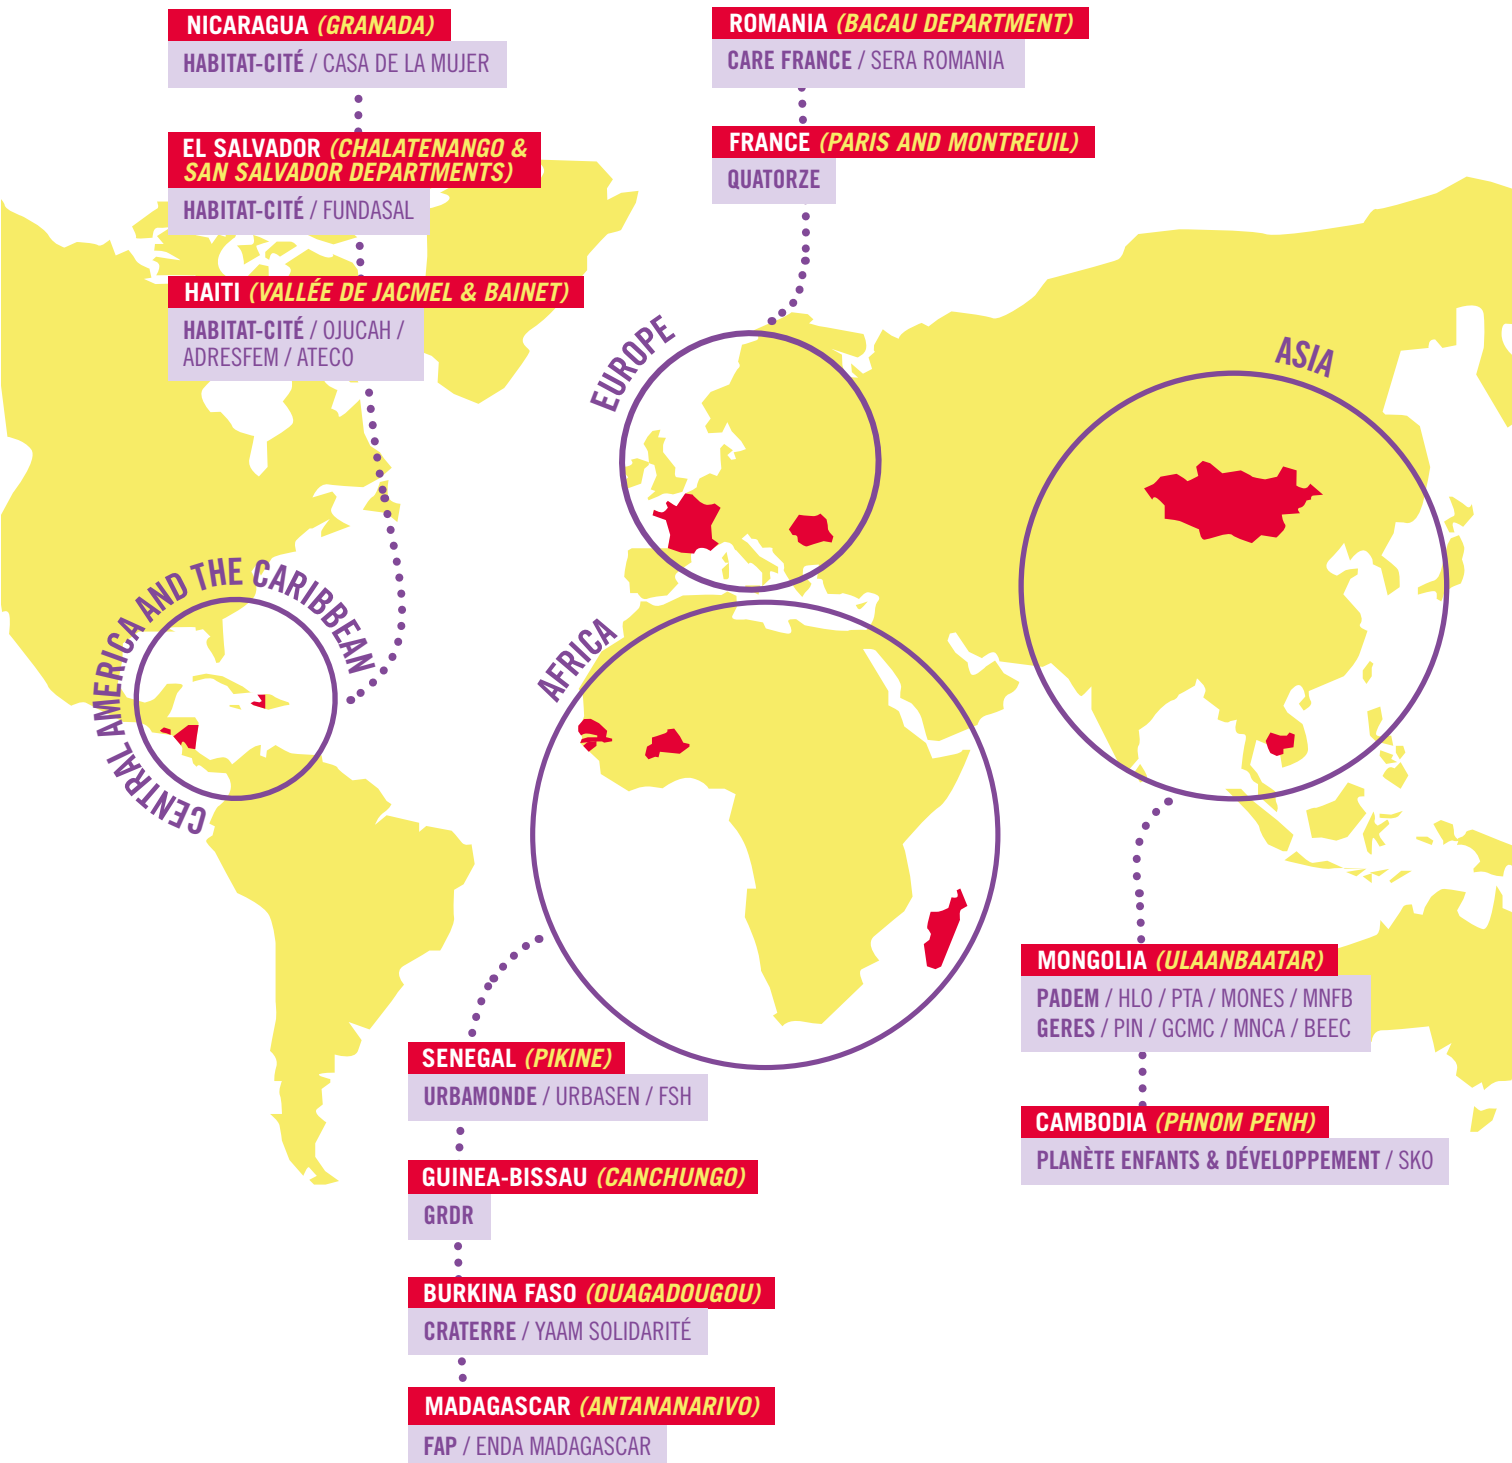 NICARAGUA (GRANADA)
HABITAT-CITÉ / CASA DE LA MUJER
EL SALVADOR (CHALATENANGO &
SAN SALVADOR DEPARTMENTS)
HABITAT-CITÉ / FUNDASAL
HAITI (VALLÉE DE JACMEL & BAINET)
HABITAT-CITÉ / OJUCAH /
ADRESFEM / ATECO
CENTRAL AMERICA AND THE CARIBBEAN
ROMANIA (BACAU DEPARTMENT)
CARE FRANCE / SERA ROMANIA
FRANCE (PARIS AND MONTREUIL)
QUATORZE
EUROPE
ASIA
AFRICA
MONGOLIA (ULAANBAATAR)
PADEM / HLO / PTA / MONES / MNFB
GERES / PIN / GCMC / MNCA / BEEC
CAMBODIA (PHNOM PENH)
PLANÈTE ENFANTS & DÉVELOPPEMENT / SKO
SENEGAL (PIKINE)
URBAMONDE / URBASEN / FSH
GUINEA-BISSAU (CANCHUNGO)
GRDR
BURKINA FASO (OUAGADOUGOU)
CRATERRE / YAAM SOLIDARITÉ
MADAGASCAR (ANTANANARIVO)
FAP / ENDA MADAGASCAR